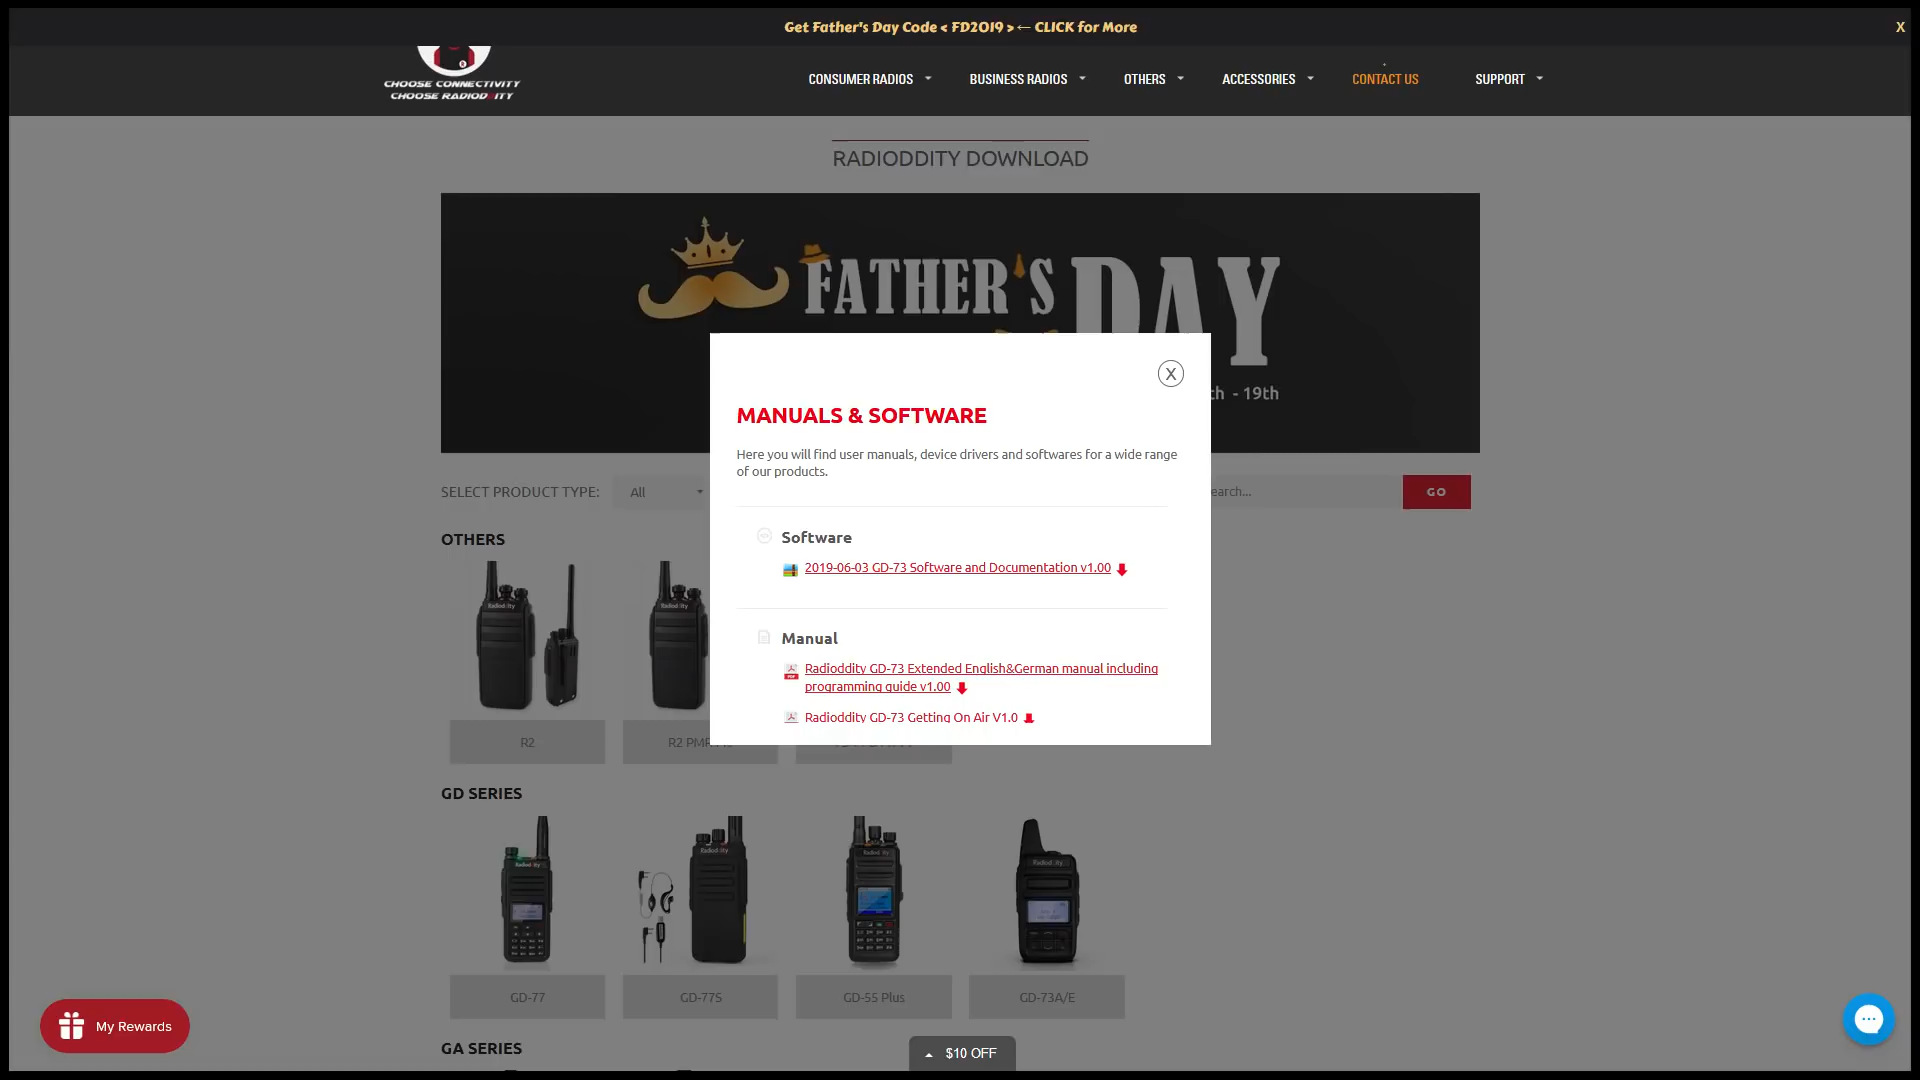 Get Father's Day Code < FD2019 > ← CLICK for More
X
CHOOSE CONNECTIVITY
CHOOSE RADIODDITY
CONSUMER RADIOS
BUSINESS RADIOS
OTHERS
ACCESSORIES
CONTACT US
SUPPORT
RADIODDITY DOWNLOAD
FATHER'S DAY
th - 19th
X
MANUALS & SOFTWARE
Here you will find user manuals, device drivers and softwares for a wide range
of our products.
Software
2019-06-03 GD-73 Software and Documentation v1.00
Manual
Radioddity GD-73 Extended English&German manual including
programming guide v1.00
Radioddity GD-73 Getting On Air V1.0
SELECT PRODUCT TYPE:
All
earch...
GO
OTHERS
R2
R2 PMR
GD SERIES
GD-77
GD-77S
GD-55 Plus
GD-73A/E
My Rewards
GA SERIES
$10 OFF